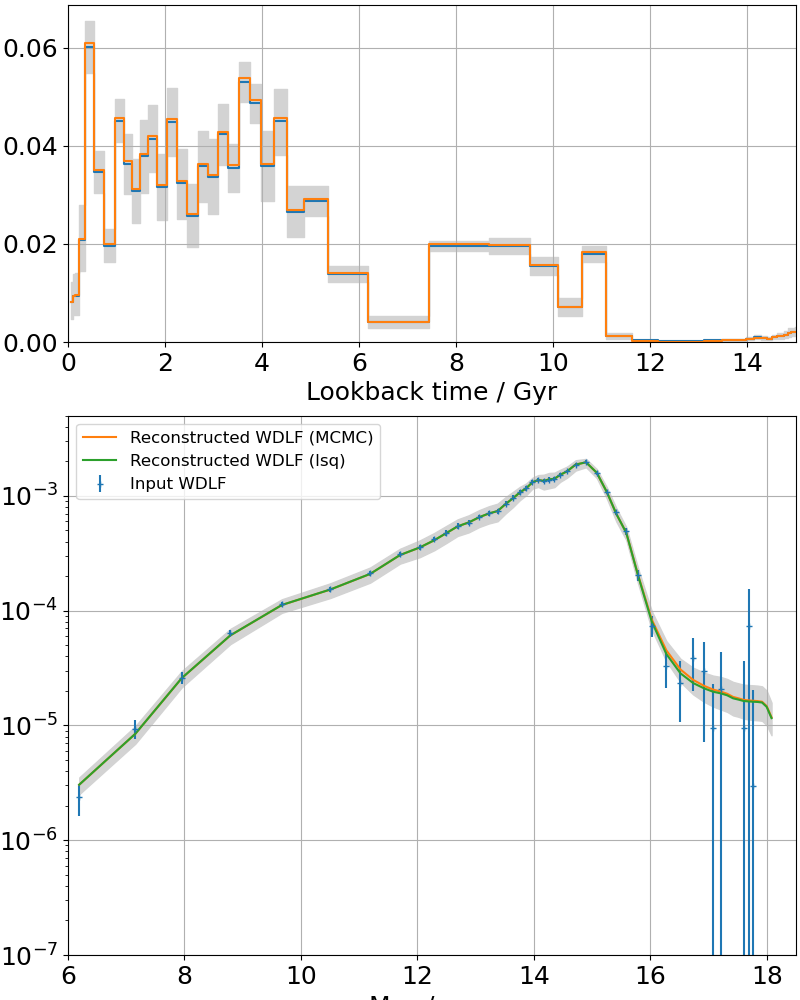 0.06
0.04
0.02
0.00
0 2 4 6 8 10 12 14
Lookback time / Gyr
Reconstructed WDLF (MCMC)
Reconstructed WDLF (lsq)
Input WDLF
10⁻³
10⁻⁴
10⁻⁵
10⁻⁶
10⁻⁷
6 8 10 12 14 16 18